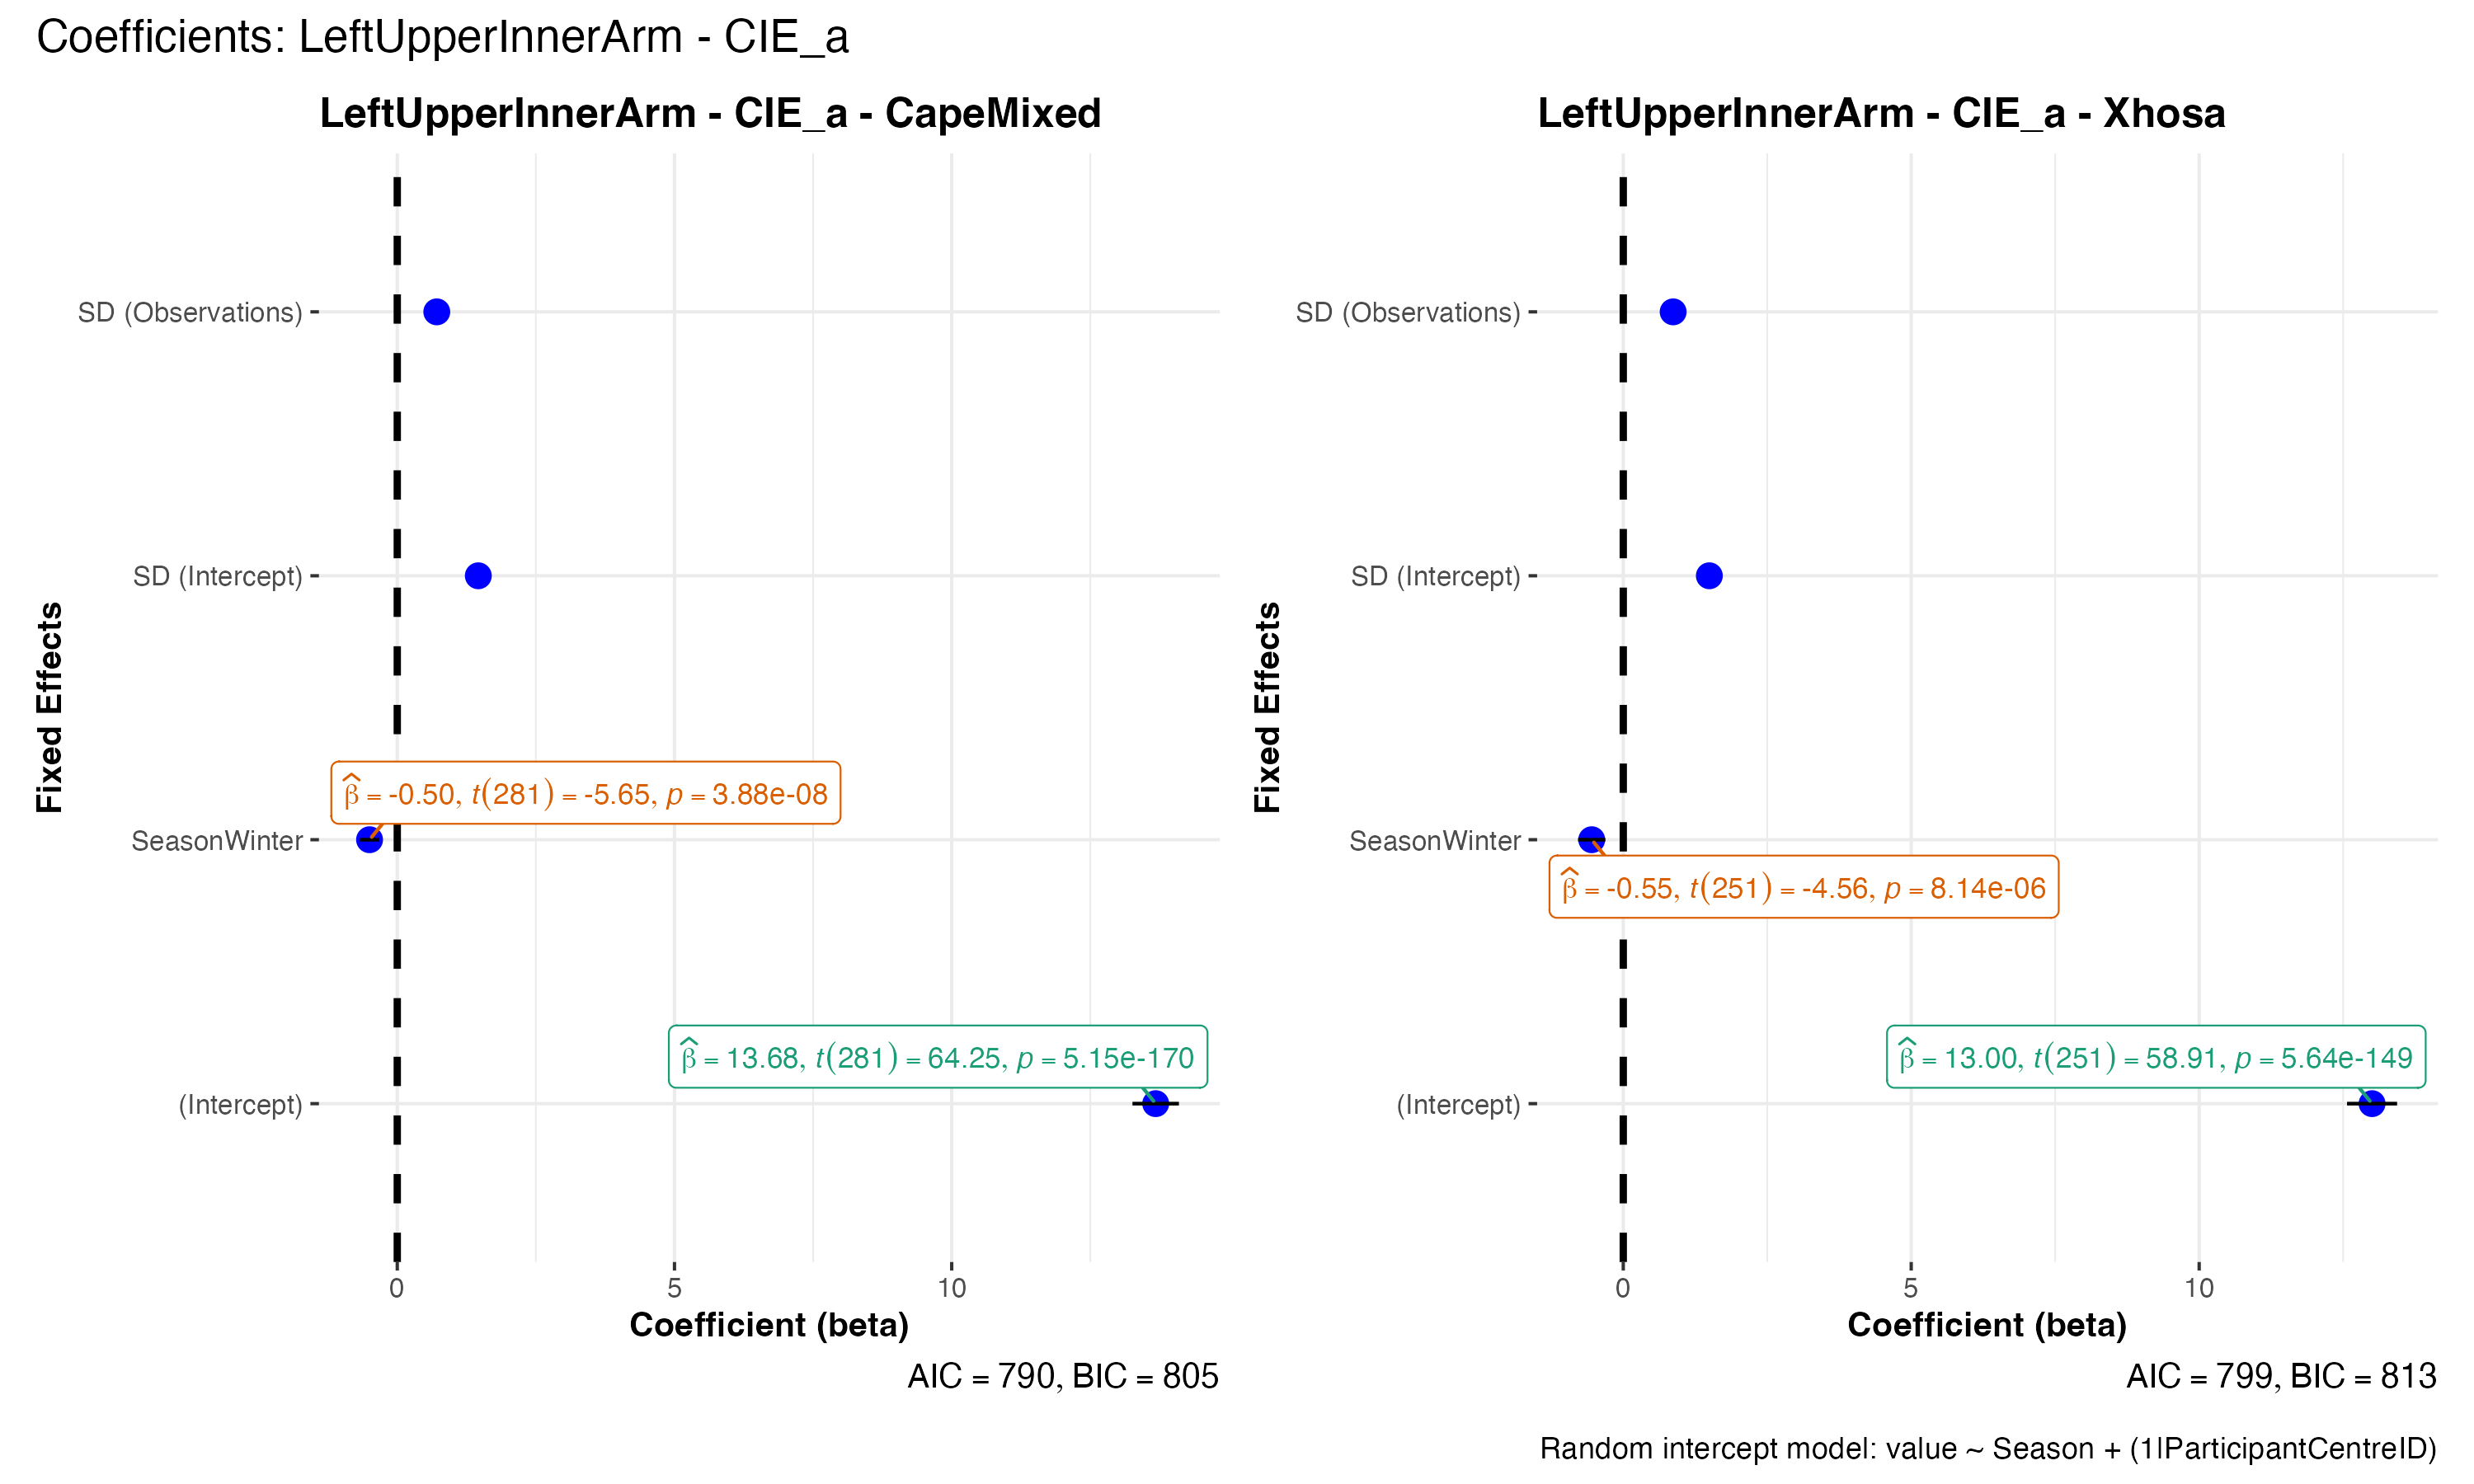 Coefficients: LeftUpperInnerArm - CIE_a
LeftUpperInnerArm - CIE_a - CapeMixed
Fixed Effects
SD (Observations)
SD (Intercept)
β̂ = -0.50, t(281) = -5.65, p = 3.88e-08
SeasonWinter
β̂ = 13.68, t(281) = 64.25, p = 5.15e-170
(Intercept)
0 5 10
Coefficient (beta)
AIC = 790, BIC = 805
LeftUpperInnerArm - CIE_a - Xhosa
Fixed Effects
SD (Observations)
SD (Intercept)
SeasonWinter
β̂ = -0.55, t(251) = -4.56, p = 8.14e-06
β̂ = 13.00, t(251) = 58.91, p = 5.64e-149
(Intercept)
0 5 10
Coefficient (beta)
AIC = 799, BIC = 813
Random intercept model: value ~ Season + (1|ParticipantCentreID)